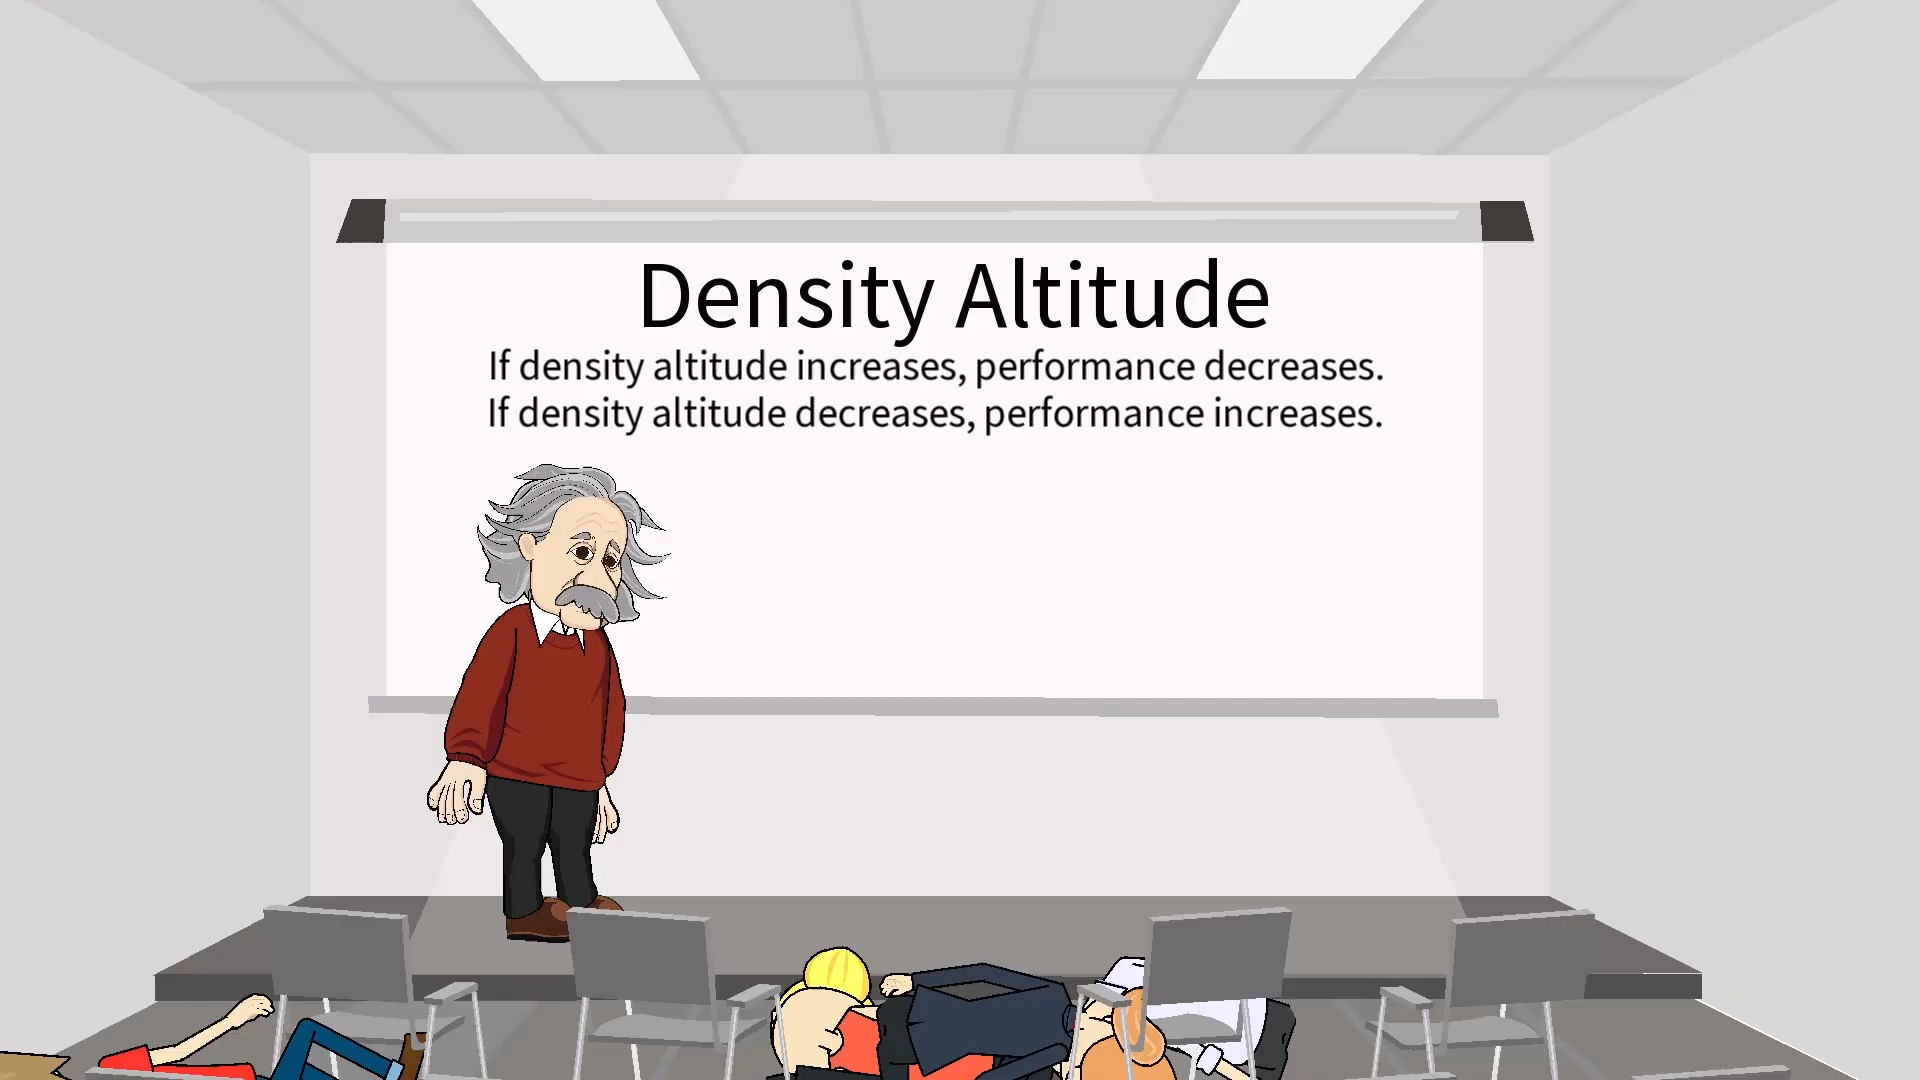 Density Altitude
If density altitude increases, performance decreases.
If density altitude decreases, performance increases.